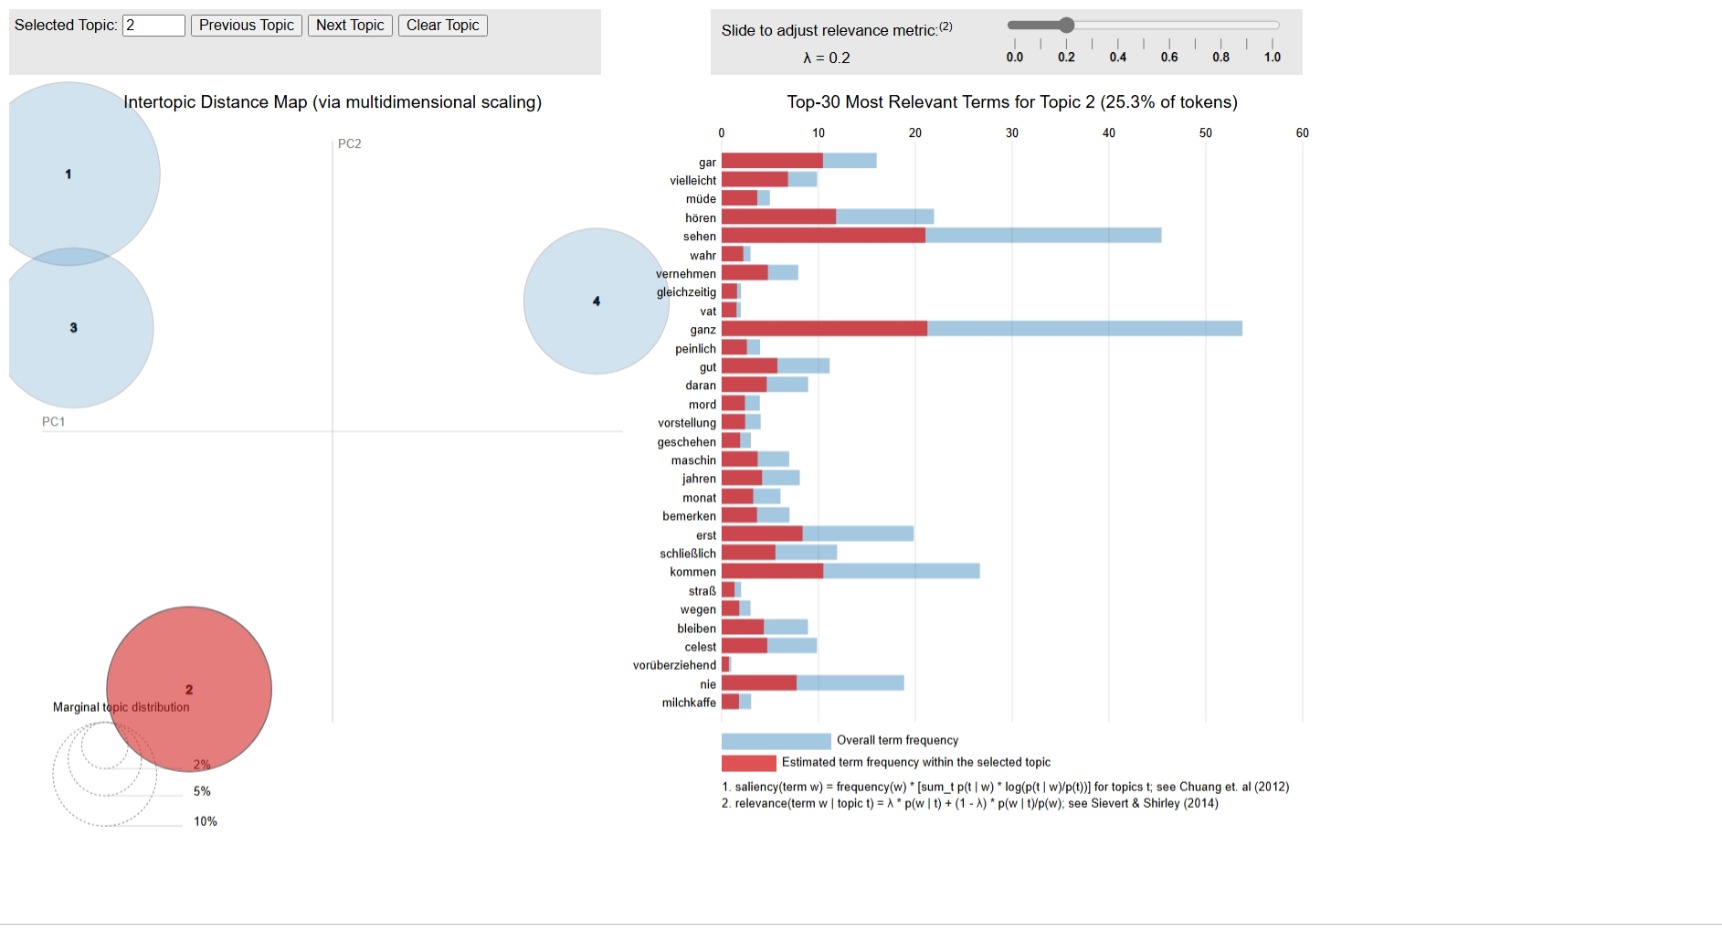 Selected Topic: 2 Previous Topic Next Topic Clear Topic
Slide to adjust relevance metric:(2)
λ = 0.2
0.0 0.2 0.4 0.6 0.8 1.0
Intertopic Distance Map (via multidimensional scaling)
PC2
PC1
1
3
4
2
Marginal topic distribution
2%
5%
10%
Top-30 Most Relevant Terms for Topic 2 (25.3% of tokens)
0 10 20 30 40 50 60
gar
vielleicht
müde
hören
sehen
wahr
vernehmen
gleichzeitig
vat
ganz
peinlich
gut
daran
mord
vorstellung
geschehen
maschin
jahren
monat
bemerken
erst
schließlich
kommen
straß
wegen
bleiben
celest
vorüberziehend
nie
milchkaffe
Overall term frequency
Estimated term frequency within the selected topic
1. saliency(term w) = frequency(w) * [sum_t p(t | w) * log(p(t | w)/p(t))] for topics t; see Chuang et. al (2012)
2. relevance(term w | topic t) = λ * p(w | t) + (1 - λ) * p(w | t)/p(w); see Sievert & Shirley (2014)